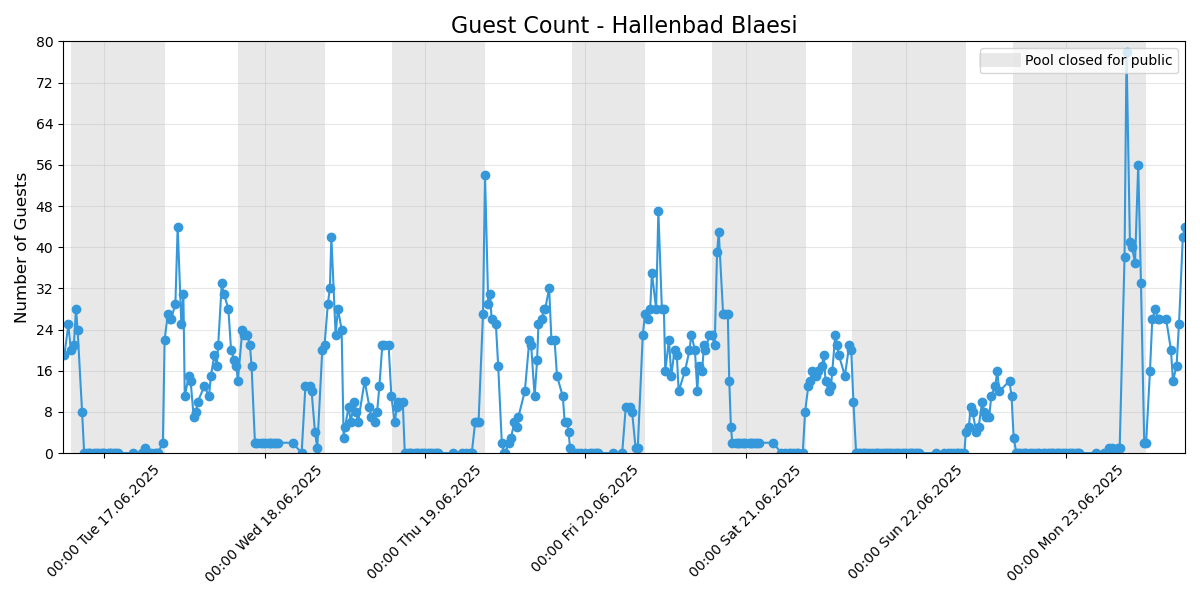 Guest Count - Hallenbad Blaesi
Pool closed for public
Number of Guests
80
72
64
56
48
40
32
24
16
8
0
00:00 Tue 17.06.2025
00:00 Wed 18.06.2025
00:00 Thu 19.06.2025
00:00 Fri 20.06.2025
00:00 Sat 21.06.2025
00:00 Sun 22.06.2025
00:00 Mon 23.06.2025